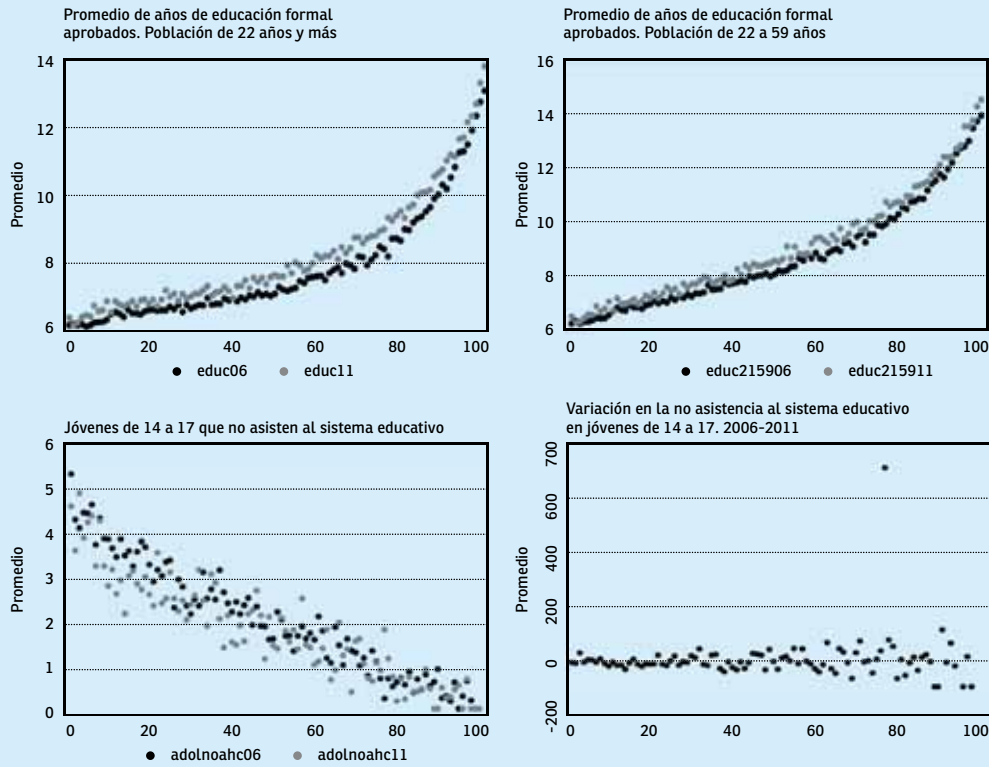 Promedio de años de educación formal
aprobados. Población de 22 años y más
14
12
10
8
6
Promedio
0 20 40 60 80 100
educ06 educ11
Promedio de años de educación formal
aprobados. Población de 22 a 59 años
16
14
12
10
8
6
Promedio
0 20 40 60 80 100
educ215906 educ215911
Jóvenes de 14 a 17 que no asisten al sistema educativo
6
5
4
3
2
1
0
Promedio
0 20 40 60 80 100
adolnoahc06 adolnoahc11
Variación en la no asistencia al sistema educativo
en jóvenes de 14 a 17. 2006-2011
700
600
400
200
0
-200
Promedio
0 20 40 60 80 100